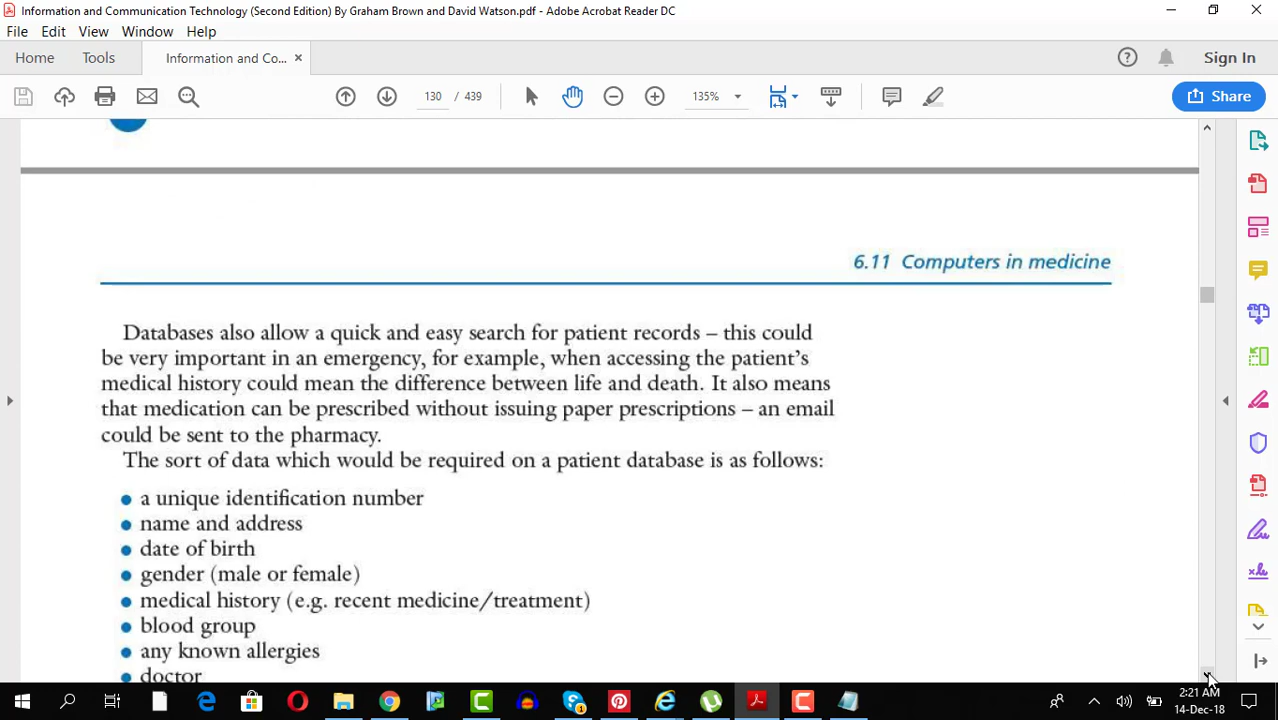 Information and Communication Technology (Second Edition) By Graham Brown and David Watson.pdf - Adobe Acrobat Reader DC
File Edit View Window Help
Home Tools Information and Co... × Sign In
130 / 439 135% Share
6.11 Computers in medicine
Databases also allow a quick and easy search for patient records – this could
be very important in an emergency, for example, when accessing the patient's
medical history could mean the difference between life and death. It also means
that medication can be prescribed without issuing paper prescriptions – an email
could be sent to the pharmacy.
The sort of data which would be required on a patient database is as follows:
● a unique identification number
● name and address
● date of birth
● gender (male or female)
● medical history (e.g. recent medicine/treatment)
● blood group
● any known allergies
● doctor
2:21 AM
14-Dec-18